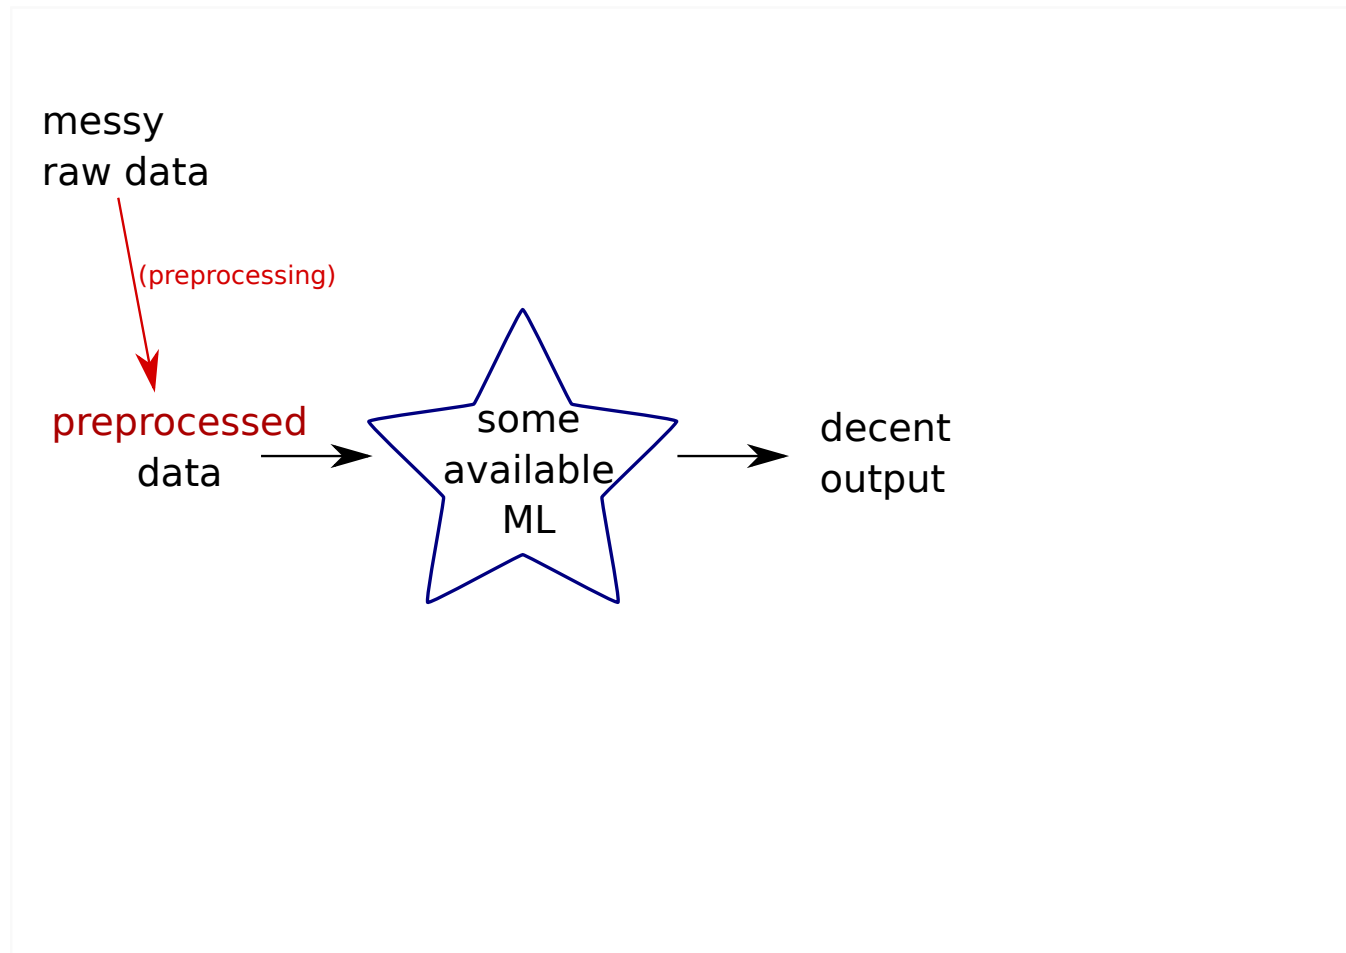 messy
raw data
(preprocessing)
preprocessed
data
some
available
ML
decent
output